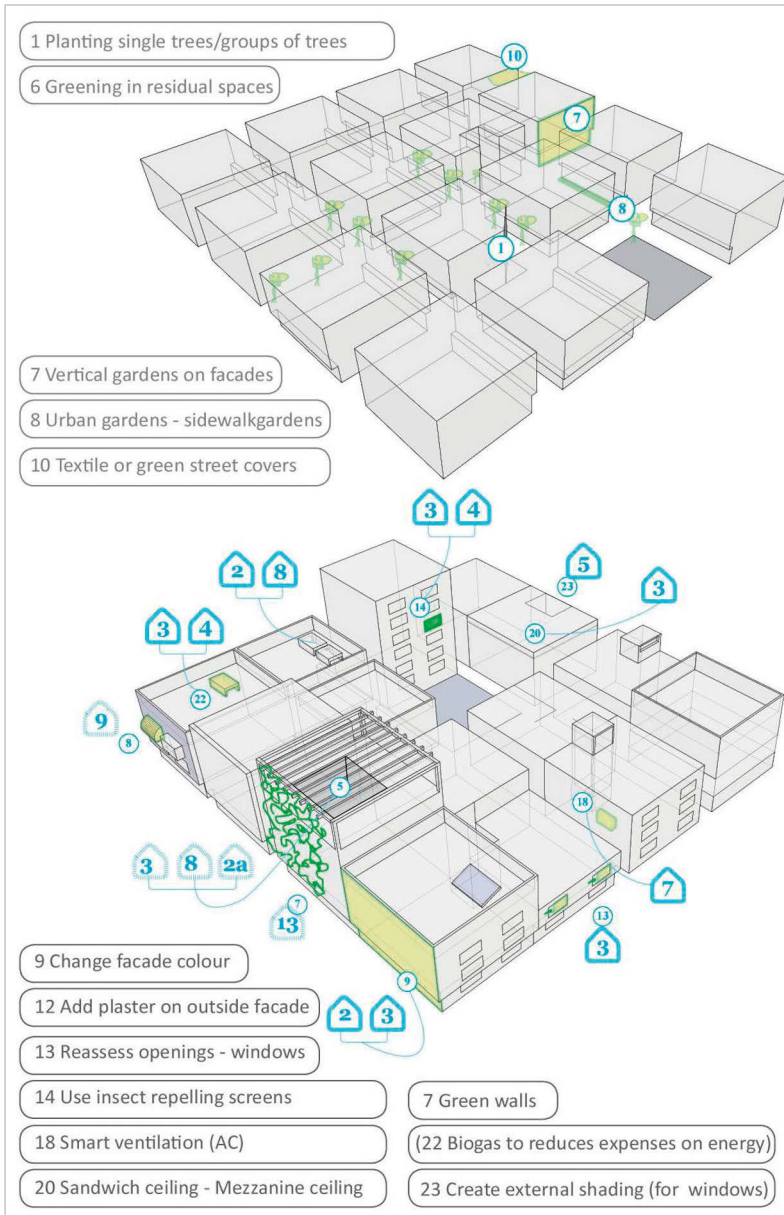 1 Planting single trees/groups of trees
6 Greening in residual spaces
10
7
8
1
7 Vertical gardens on facades
8 Urban gardens - sidewalkgardens
10 Textile or green street covers
3 4
5
2 8
23
3
14
3 4
20
22
9
8
5
18
3 8 2a
7
7
13
13
3
9
2 3
9 Change facade colour
12 Add plaster on outside facade
13 Reassess openings - windows
14 Use insect repelling screens
7 Green walls
18 Smart ventilation (AC)
(22 Biogas to reduces expenses on energy)
20 Sandwich ceiling - Mezzanine ceiling
23 Create external shading (for windows)